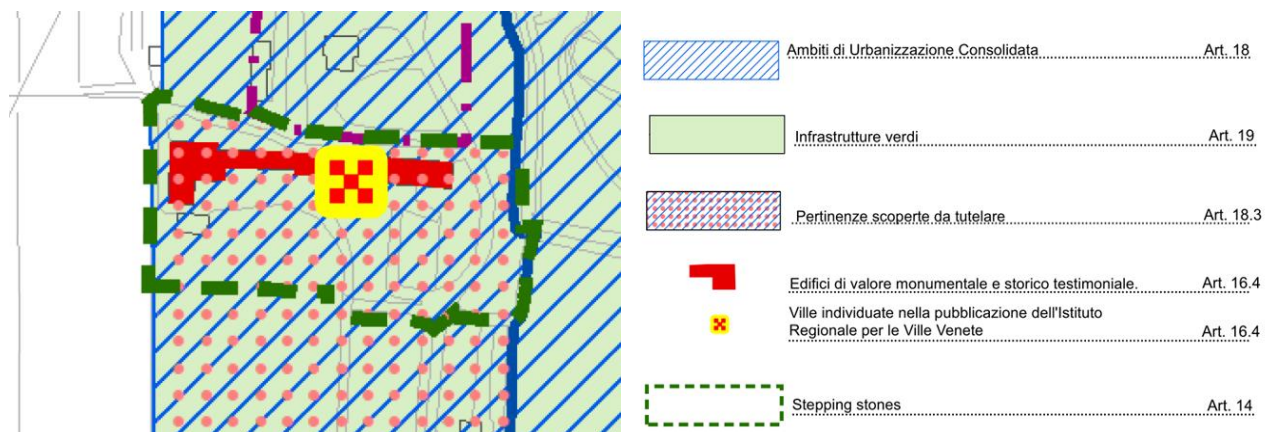 Ambiti di Urbanizzazione Consolidata Art. 18
Infrastrutture verdi Art. 19
Pertinenze scoperte da tutelare Art. 18.3
Edifici di valore monumentale e storico testimoniale. Art. 16.4
Ville individuate nella pubblicazione dell'Istituto
Regionale per le Ville Venete Art. 16.4
Stepping stones Art. 14